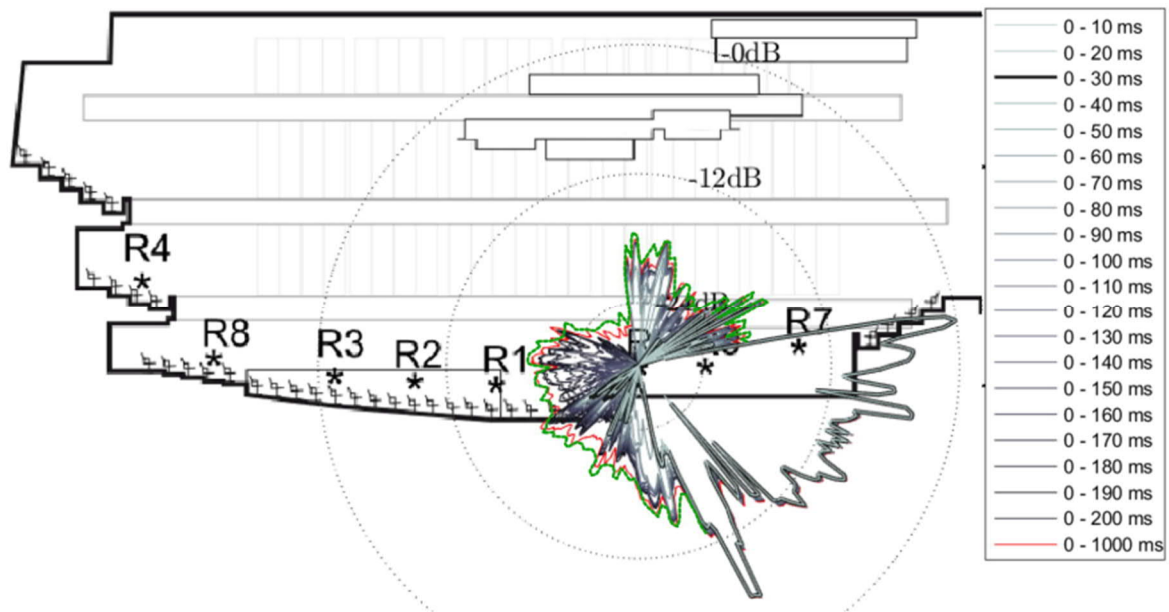 -0dB
-12dB
-24dB
R4
R7
R8
R3
R2
R1
0 - 10 ms
0 - 20 ms
0 - 30 ms
0 - 40 ms
0 - 50 ms
0 - 60 ms
0 - 70 ms
0 - 80 ms
0 - 90 ms
0 - 100 ms
0 - 110 ms
0 - 120 ms
0 - 130 ms
0 - 140 ms
0 - 150 ms
0 - 160 ms
0 - 170 ms
0 - 180 ms
0 - 190 ms
0 - 200 ms
0 - 1000 ms